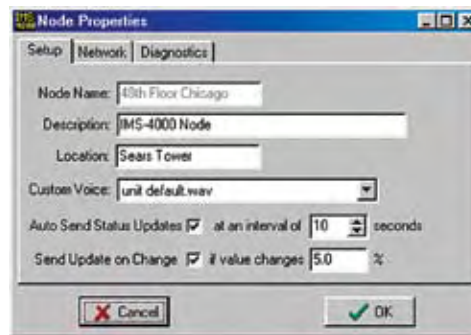 IMS 4000 Node Properties
Setup Network Diagnostics
Node Name: 48th Floor Chicago
Description: IMS-4000 Node
Location: Sears Tower
Custom Voice: unit default.wav
Auto Send Status Updates at an interval of 10 seconds
Send Update on Change if value changes 5.0 %
Cancel OK